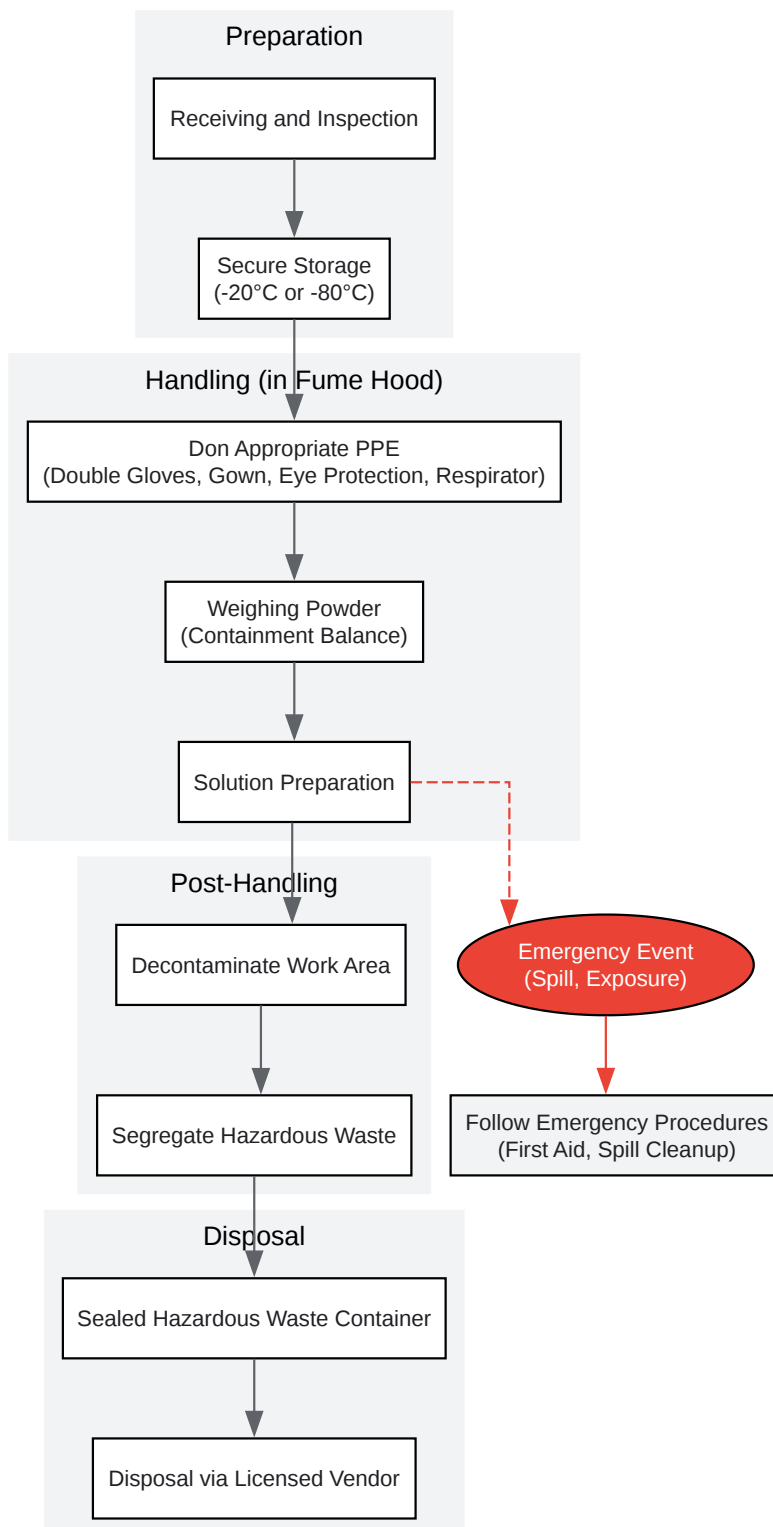 Preparation
Receiving and Inspection
Secure Storage
(-20°C or -80°C)
Handling (in Fume Hood)
Don Appropriate PPE
(Double Gloves, Gown, Eye Protection, Respirator)
Weighing Powder
(Containment Balance)
Solution Preparation
Post-Handling
Decontaminate Work Area
Emergency Event
(Spill, Exposure)
Segregate Hazardous Waste
Follow Emergency Procedures
(First Aid, Spill Cleanup)
Disposal
Sealed Hazardous Waste Container
Disposal via Licensed Vendor